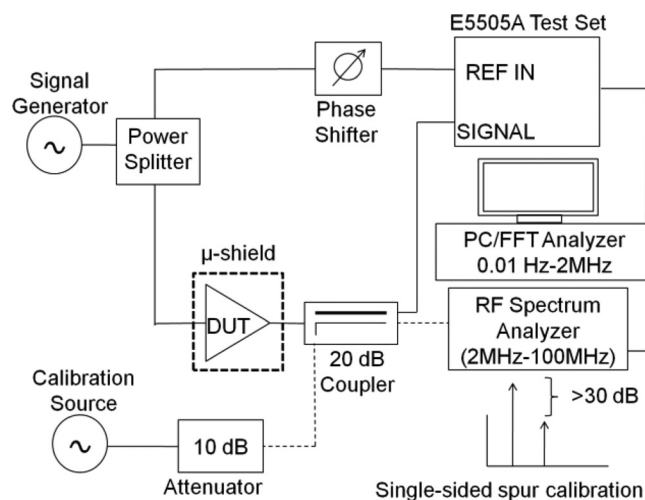 E5505A Test Set
REF IN
SIGNAL
Phase
Shifter
Signal
Generator
~
Power
Splitter
PC/FFT Analyzer
0.01 Hz-2MHz
μ-shield
DUT
20 dB
Coupler
RF Spectrum
Analyzer
(2MHz-100MHz)
Calibration
Source
~
10 dB
Attenuator
>30 dB
Single-sided spur calibration